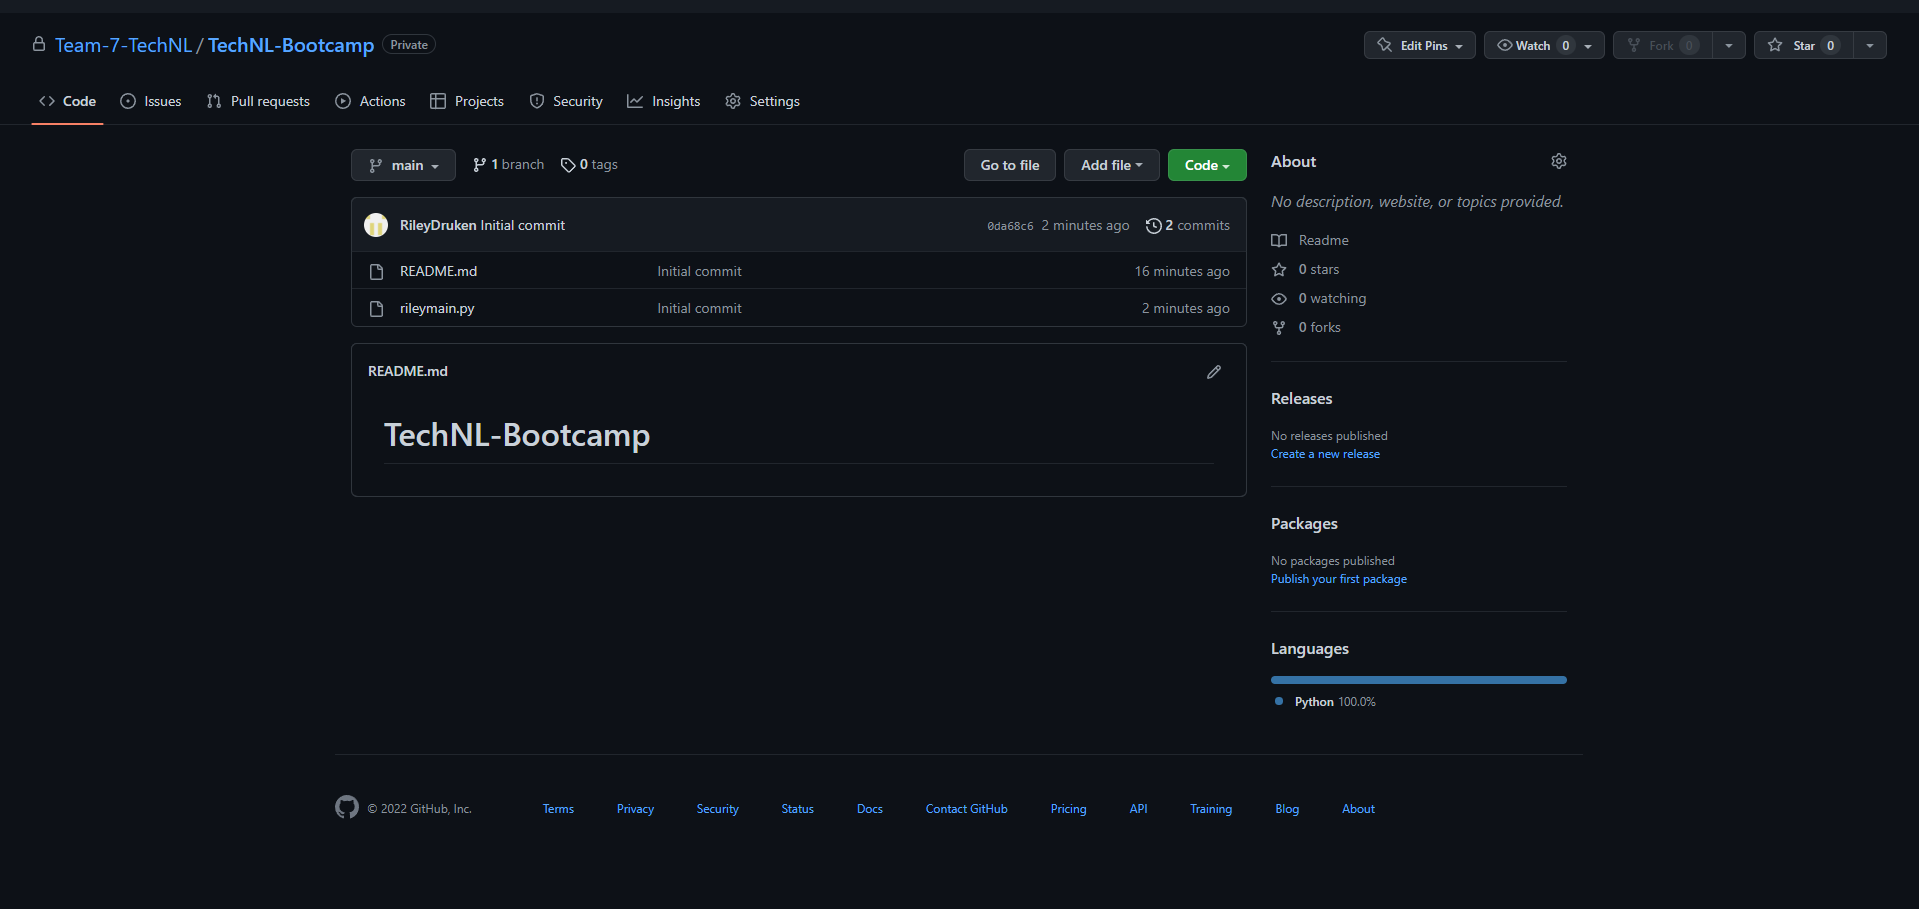 Team-7-TechNL / TechNL-Bootcamp Private
Edit Pins Watch 0 Fork 0 Star 0
Code Issues Pull requests Actions Projects Security Insights Settings
main 1 branch 0 tags Go to file Add file Code
RileyDruken Initial commit 0da68c6 2 minutes ago 2 commits
README.md Initial commit 16 minutes ago
rileymain.py Initial commit 2 minutes ago
README.md
TechNL-Bootcamp
About
No description, website, or topics provided.
Readme
0 stars
0 watching
0 forks
Releases
No releases published
Create a new release
Packages
No packages published
Publish your first package
Languages
Python 100.0%
© 2022 GitHub, Inc. Terms Privacy Security Status Docs Contact GitHub Pricing API Training Blog About